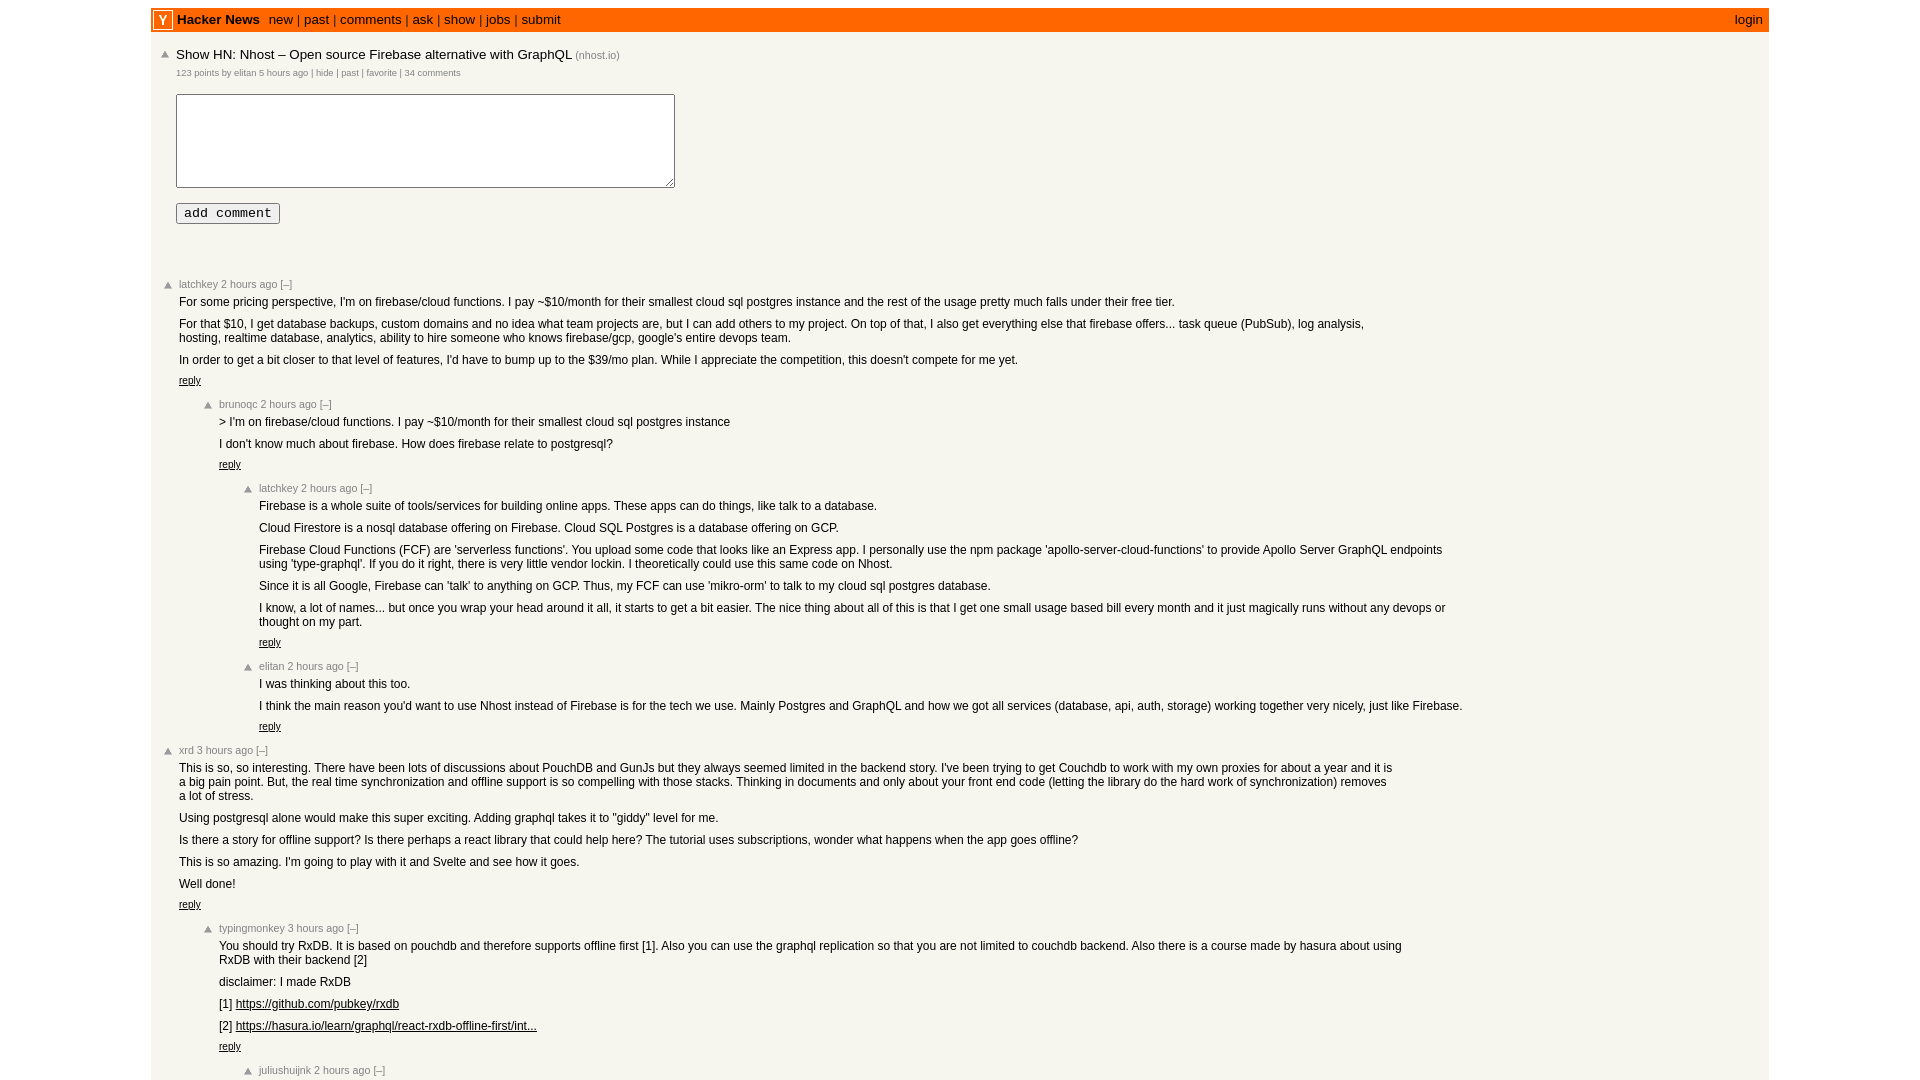 Y Hacker News new | past | comments | ask | show | jobs | submit login
Show HN: Nhost – Open source Firebase alternative with GraphQL (nhost.io)
123 points by elitan 5 hours ago | hide | past | favorite | 34 comments
add comment
latchkey 2 hours ago [–]
For some pricing perspective, I'm on firebase/cloud functions. I pay ~$10/month for their smallest cloud sql postgres instance and the rest of the usage pretty much falls under their free tier.
For that $10, I get database backups, custom domains and no idea what team projects are, but I can add others to my project. On top of that, I also get everything else that firebase offers... task queue (PubSub), log analysis,
hosting, realtime database, analytics, ability to hire someone who knows firebase/gcp, google's entire devops team.
In order to get a bit closer to that level of features, I'd have to bump up to the $39/mo plan. While I appreciate the competition, this doesn't compete for me yet.
reply
brunoqc 2 hours ago [–]
> I'm on firebase/cloud functions. I pay ~$10/month for their smallest cloud sql postgres instance
I don't know much about firebase. How does firebase relate to postgresql?
reply
latchkey 2 hours ago [–]
Firebase is a whole suite of tools/services for building online apps. These apps can do things, like talk to a database.
Cloud Firestore is a nosql database offering on Firebase. Cloud SQL Postgres is a database offering on GCP.
Firebase Cloud Functions (FCF) are 'serverless functions'. You upload some code that looks like an Express app. I personally use the npm package 'apollo-server-cloud-functions' to provide Apollo Server GraphQL endpoints
using 'type-graphql'. If you do it right, there is very little vendor lockin. I theoretically could use this same code on Nhost.
Since it is all Google, Firebase can 'talk' to anything on GCP. Thus, my FCF can use 'mikro-orm' to talk to my cloud sql postgres database.
I know, a lot of names... but once you wrap your head around it all, it starts to get a bit easier. The nice thing about all of this is that I get one small usage based bill every month and it just magically runs without any devops or
thought on my part.
reply
elitan 2 hours ago [–]
I was thinking about this too.
I think the main reason you'd want to use Nhost instead of Firebase is for the tech we use. Mainly Postgres and GraphQL and how we got all services (database, api, auth, storage) working together very nicely, just like Firebase.
reply
xrd 3 hours ago [–]
This is so, so interesting. There have been lots of discussions about PouchDB and GunJs but they always seemed limited in the backend story. I've been trying to get Couchdb to work with my own proxies for about a year and it is
a big pain point. But, the real time synchronization and offline support is so compelling with those stacks. Thinking in documents and only about your front end code (letting the library do the hard work of synchronization) removes
a lot of stress.
Using postgresql alone would make this super exciting. Adding graphql takes it to "giddy" level for me.
Is there a story for offline support? Is there perhaps a react library that could help here? The tutorial uses subscriptions, wonder what happens when the app goes offline?
This is so amazing. I'm going to play with it and Svelte and see how it goes.
Well done!
reply
typingmonkey 3 hours ago [–]
You should try RxDB. It is based on pouchdb and therefore supports offline first [1]. Also you can use the graphql replication so that you are not limited to couchdb backend. Also there is a course made by hasura about using
RxDB with their backend [2]
disclaimer: I made RxDB
[1] https://github.com/pubkey/rxdb
[2] https://hasura.io/learn/graphql/react-rxdb-offline-first/int...
reply
juliushuijnk 2 hours ago [–]